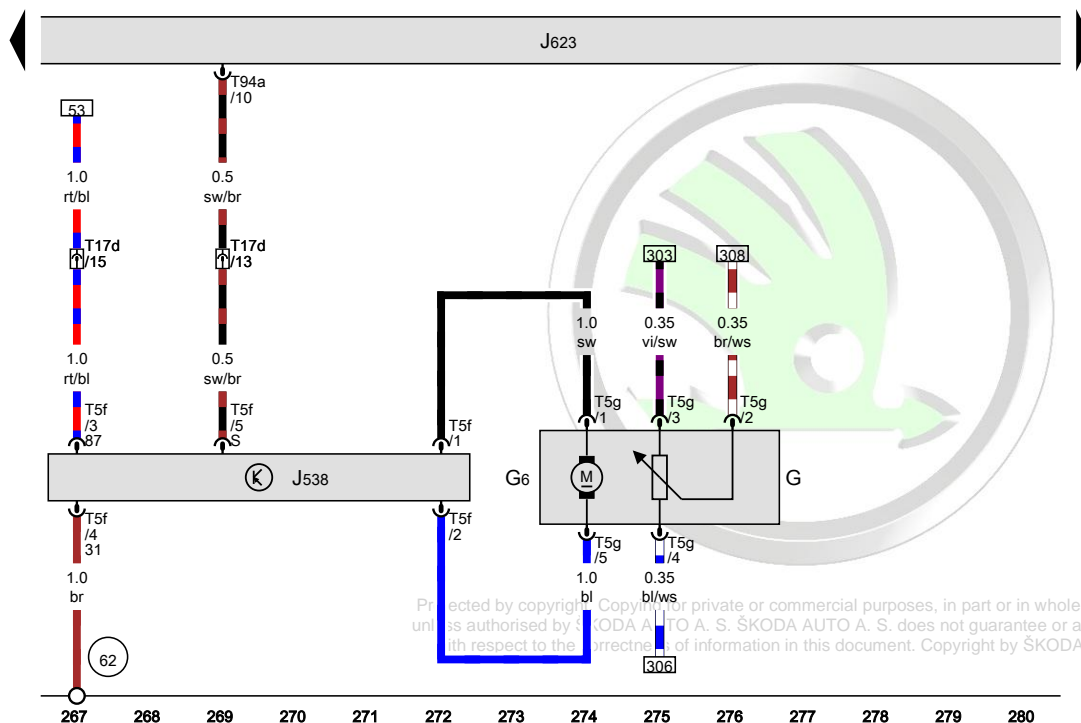 J623
T94a
/10
53
1.0
rt/bl
0.5
sw/br
T17d
/15
T17d
/13
303
308
1.0
sw
0.35
vi/sw
0.35
br/ws
1.0
rt/bl
0.5
sw/br
T5f
/3
87
T5f
/5
S
T5f
/1
T5g
/1
T5g
/3
T5g
/2
J538
G6
M
G
T5f
/4
31
T5f
/2
T5g
/5
T5g
/4
1.0
br
1.0
bl
0.35
bl/ws
Pr ected by copyright. Copying for private or commercial purposes, in part or in whole
unless authorised by ŠKODA AUTO A. S. ŠKODA AUTO A. S. does not guarantee or a
ith respect to the correctness of information in this document. Copyright by ŠKODA
62
306
267 268 269 270 271 272 273 274 275 276 277 278 279 280